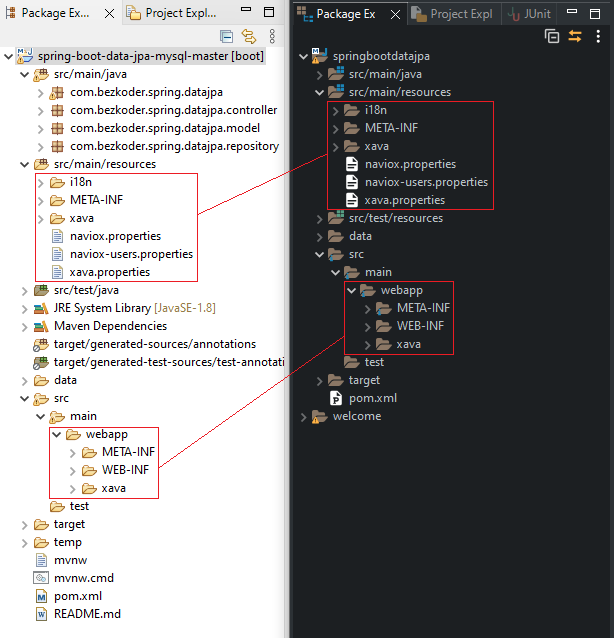 Package Ex
Project Expl...
spring-boot-data-jpa-mysql-master [boot]
src/main/java
com.bezkoder.spring.datajpa
com.bezkoder.spring.datajpa.controller
com.bezkoder.spring.datajpa.model
com.bezkoder.spring.datajpa.repository
src/main/resources
i18n
META-INF
xava
naviox.properties
naviox-users.properties
xava.properties
src/test/java
JRE System Library [JavaSE-1.8]
Maven Dependencies
target/generated-sources/annotations
target/generated-test-sources/test-annotati
data
src
main
webapp
META-INF
WEB-INF
xava
test
target
temp
mvnw
mvnw.cmd
pom.xml
README.md
Package Ex
Project Expl
JUnit
springbootdatajpa
src/main/java
src/main/resources
i18n
META-INF
xava
naviox.properties
naviox-users.properties
xava.properties
src/test/resources
data
src
main
webapp
META-INF
WEB-INF
xava
test
target
pom.xml
welcome